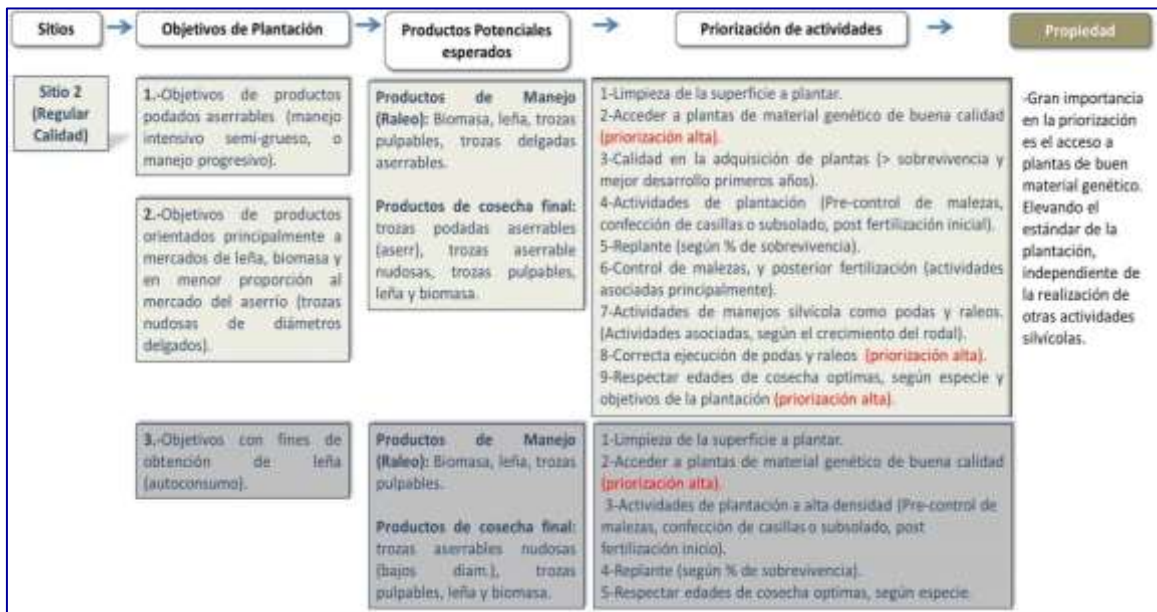 Sitios
Objetivos de Plantación
Productos Potenciales
esperados
Priorización de actividades
Propiedad
Sitio 2
(Regular
Calidad)
1.-Objetivos de productos
podados aserrables (manejo
intensivo semi-grueso, o
manejo progresivo).
2.-Objetivos de productos
orientados principalmente a
mercados de leña, biomasa y
en menor proporción al
mercado del aserrío (trozas
nudosas de diámetros
delgados).
Productos de Manejo
(Raleo): Biomasa, leña, trozas
pulpables, trozas delgadas
aserrables.
Productos de cosecha final:
trozas podadas aserrables
(aserr), trozas aserrable
nudosas, trozas pulpables,
leña y biomasa.
1-Limpieza de la superficie a plantar.
2-Acceder a plantas de material genético de buena calidad
(priorización alta).
3-Calidad en la adquisición de plantas (> sobrevivencia y
mejor desarrollo primeros años).
4-Actividades de plantación (Pre-control de malezas,
confección de casillas o subsolado, post fertilización inicial).
5-Replante (según % de sobrevivencia).
6-Control de malezas, y posterior fertilización (actividades
asociadas principalmente).
7-Actividades de manejos silvícola como podas y raleos.
(Actividades asociadas, según el crecimiento del rodal).
8-Correcta ejecución de podas y raleos (priorización alta).
9-Respectar edades de cosecha optimas, según especie y
objetivos de la plantación (priorización alta).
-Gran importancia
en la priorización
es el acceso a
plantas de buen
material genético.
Elevando el
estándar de la
plantación,
independiente de
la realización de
otras actividades
silvícolas.
3.-Objetivos con fines de
obtención de leña
(autoconsumo).
Productos de Manejo
(Raleo): Biomasa, leña, trozas
pulpables.
Productos de cosecha final:
trozas aserrables nudosas
(bajos diam.), trozas
pulpables, leña y biomasa.
1-Limpieza de la superficie a plantar.
2-Acceder a plantas de material genético de buena calidad
(priorización alta).
3-Actividades de plantación a alta densidad (Pre-control de
malezas, confección de casillas o subsolado, post
fertilización inicio).
4-Replante (según % de sobrevivencia).
5-Respectar edades de cosecha optimas, según especie